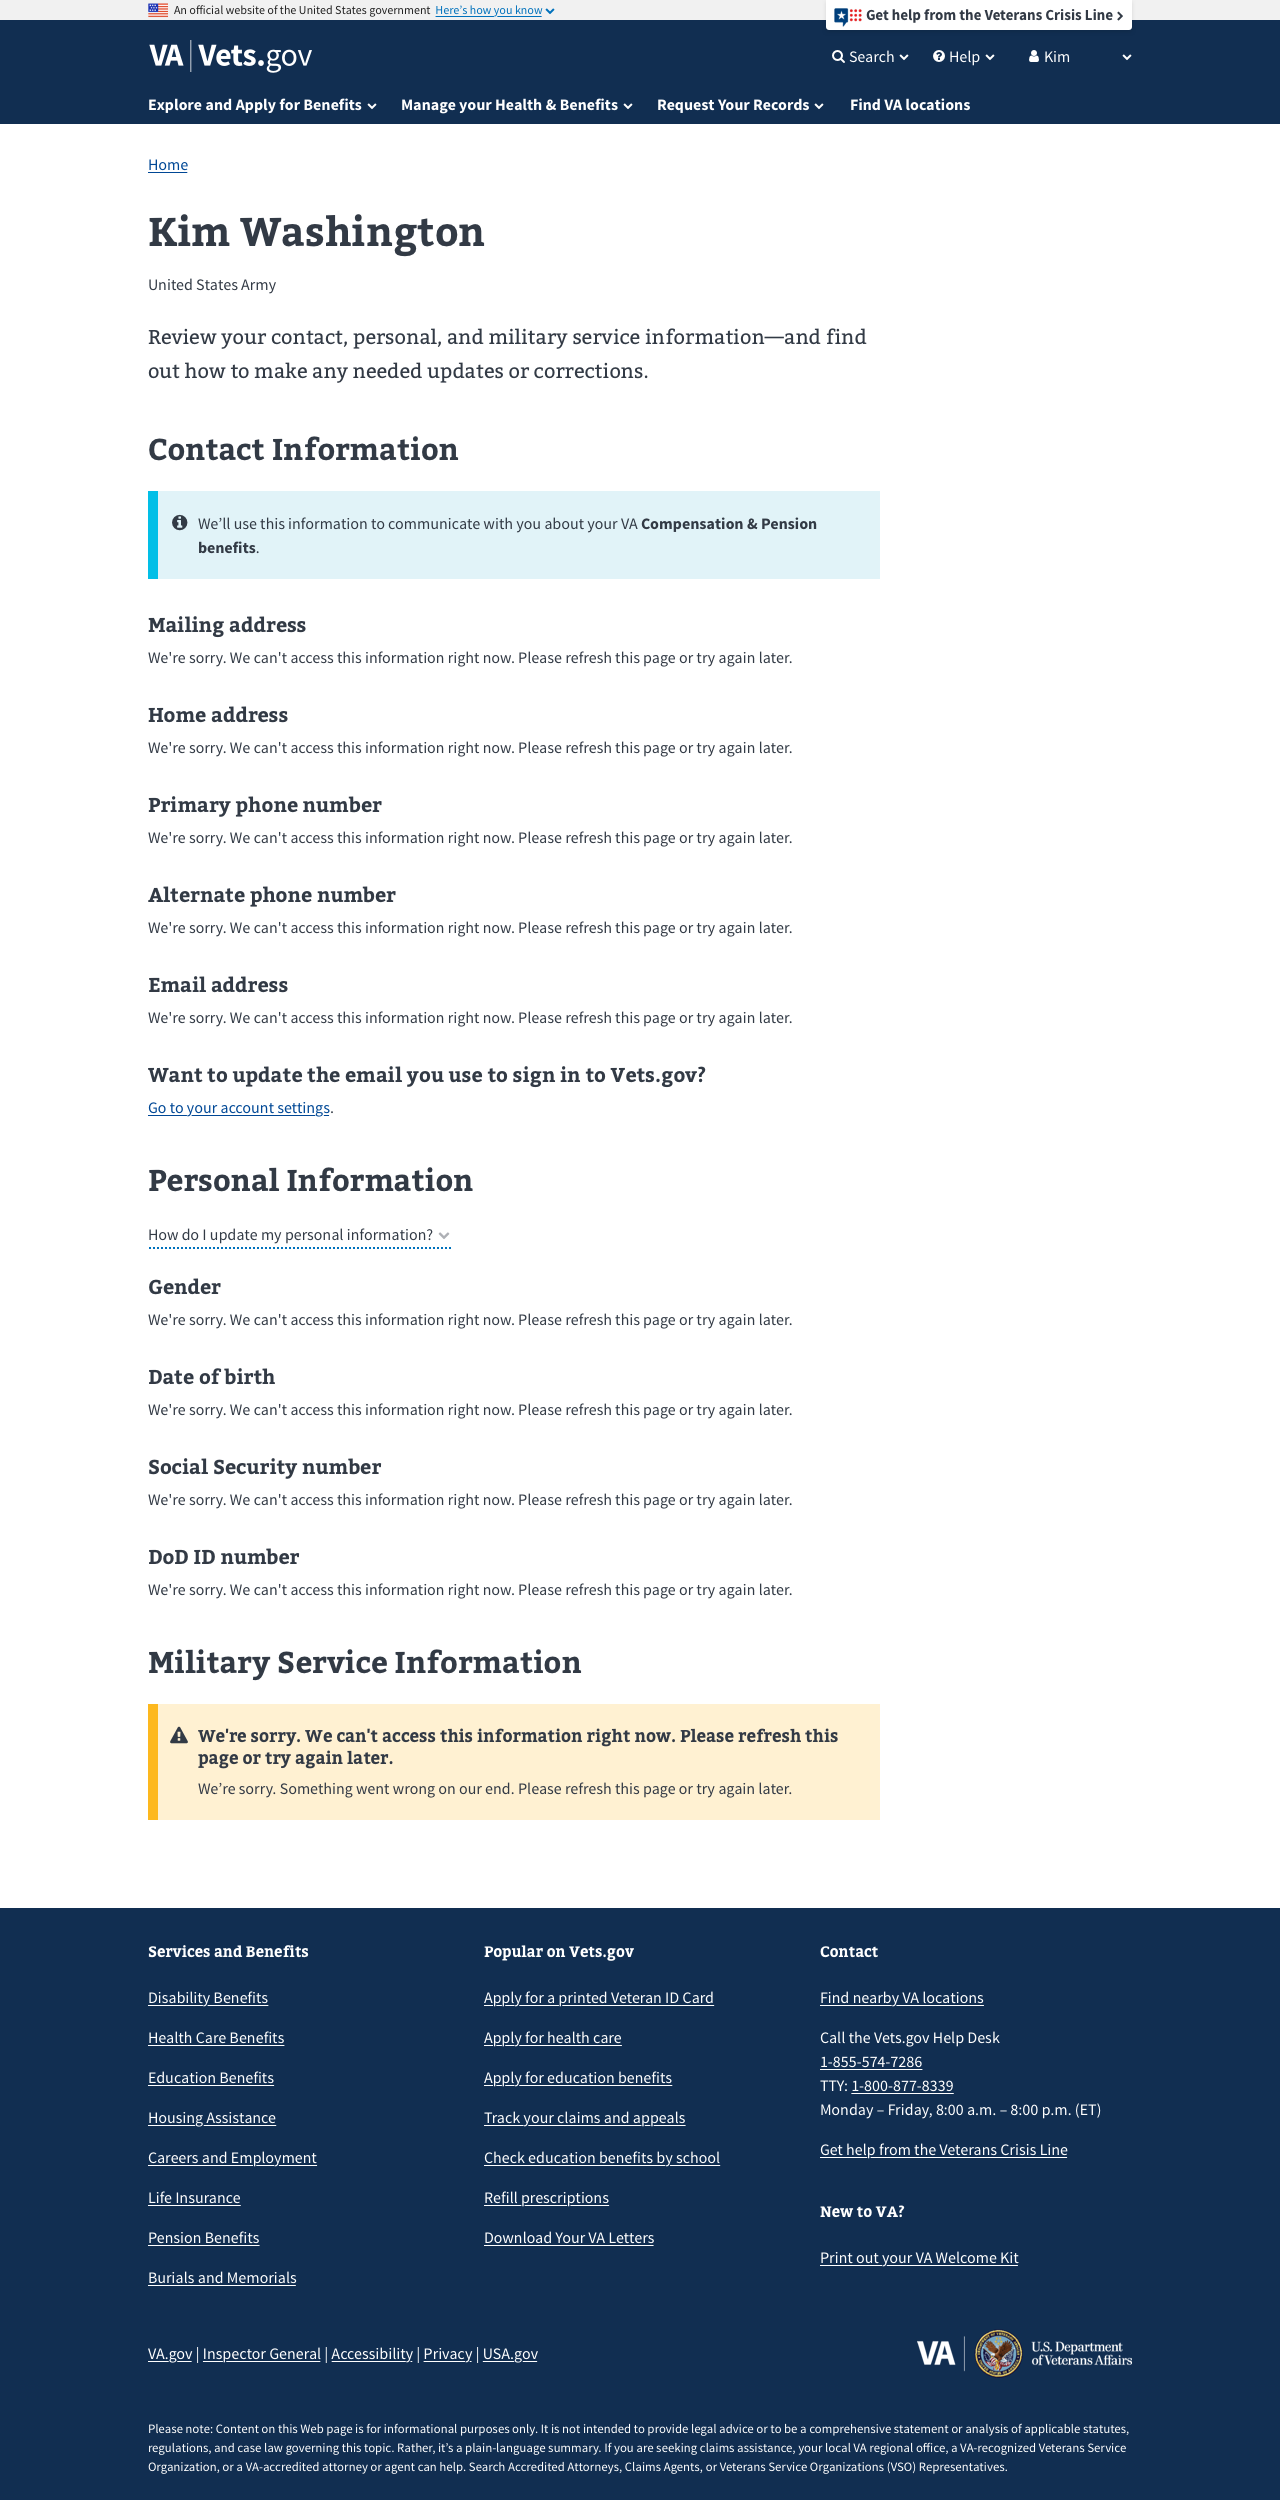 An official website of the United States government Here's how you know
Get help from the Veterans Crisis Line
VA Vets.gov
Search Help Kim
Explore and Apply for Benefits Manage your Health & Benefits Request Your Records Find VA locations
Home
Kim Washington
United States Army
Review your contact, personal, and military service information—and find
out how to make any needed updates or corrections.
Contact Information
We’ll use this information to communicate with you about your VA Compensation & Pension
benefits.
Mailing address
We're sorry. We can't access this information right now. Please refresh this page or try again later.
Home address
We're sorry. We can't access this information right now. Please refresh this page or try again later.
Primary phone number
We're sorry. We can't access this information right now. Please refresh this page or try again later.
Alternate phone number
We're sorry. We can't access this information right now. Please refresh this page or try again later.
Email address
We're sorry. We can't access this information right now. Please refresh this page or try again later.
Want to update the email you use to sign in to Vets.gov?
Go to your account settings.
Personal Information
How do I update my personal information?
Gender
We're sorry. We can't access this information right now. Please refresh this page or try again later.
Date of birth
We're sorry. We can't access this information right now. Please refresh this page or try again later.
Social Security number
We're sorry. We can't access this information right now. Please refresh this page or try again later.
DoD ID number
We're sorry. We can't access this information right now. Please refresh this page or try again later.
Military Service Information
We're sorry. We can't access this information right now. Please refresh this
page or try again later.
We’re sorry. Something went wrong on our end. Please refresh this page or try again later.
Services and Benefits
Disability Benefits
Health Care Benefits
Education Benefits
Housing Assistance
Careers and Employment
Life Insurance
Pension Benefits
Burials and Memorials
Popular on Vets.gov
Apply for a printed Veteran ID Card
Apply for health care
Apply for education benefits
Track your claims and appeals
Check education benefits by school
Refill prescriptions
Download Your VA Letters
Contact
Find nearby VA locations
Call the Vets.gov Help Desk
1-855-574-7286
TTY: 1-800-877-8339
Monday – Friday, 8:00 a.m. – 8:00 p.m. (ET)
Get help from the Veterans Crisis Line
New to VA?
Print out your VA Welcome Kit
VA.gov | Inspector General | Accessibility | Privacy | USA.gov
VA
U.S. Department
of Veterans Affairs
Please note: Content on this Web page is for informational purposes only. It is not intended to provide legal advice or to be a comprehensive statement or analysis of applicable statutes,
regulations, and case law governing this topic. Rather, it’s a plain-language summary. If you are seeking claims assistance, your local VA regional office, a VA-recognized Veterans Service
Organization, or a VA-accredited attorney or agent can help. Search Accredited Attorneys, Claims Agents, or Veterans Service Organizations (VSO) Representatives.